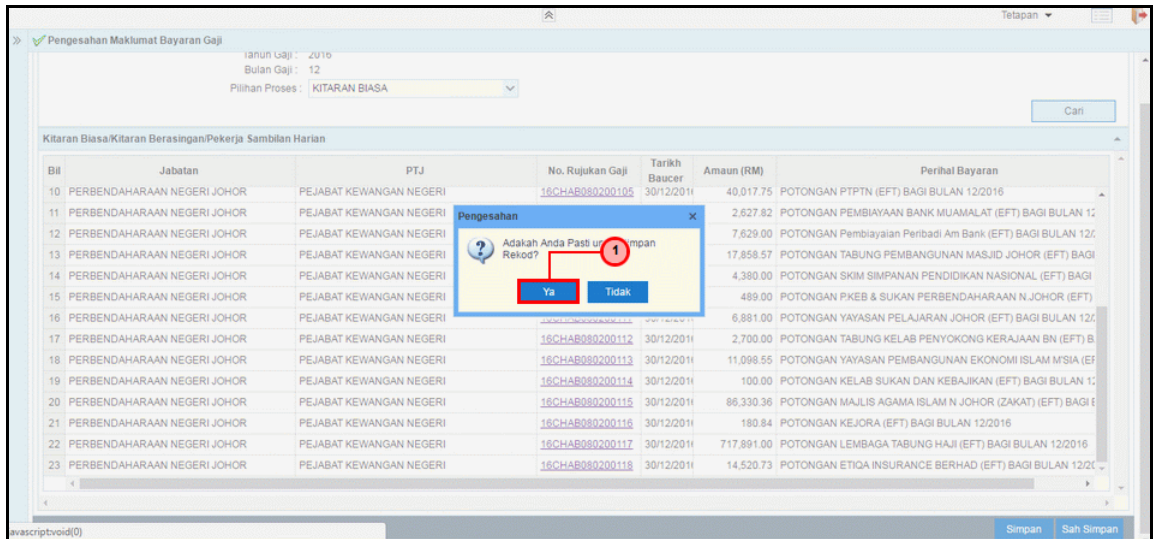 Tetapan
» Pengesahan Maklumat Bayaran Gaji
Tahun Gaji : 2016
Bulan Gaji : 12
Pilihan Proses : KITARAN BIASA
Cari
Kitaran Biasa/Kitaran Berasingan/Pekerja Sambilan Harian
Bil Jabatan PTJ No. Rujukan Gaji Tarikh Baucer Amaun (RM) Perihal Bayaran
10 PERBENDAHARAAN NEGERI JOHOR PEJABAT KEWANGAN NEGERI 16CHAB080200105 30/12/201 40,017.75 POTONGAN PTPTN (EFT) BAGI BULAN 12/2016
11 PERBENDAHARAAN NEGERI JOHOR PEJABAT KEWANGAN NEGERI 2,627.82 POTONGAN PEMBIAYAAN BANK MUAMALAT (EFT) BAGI BULAN 12
12 PERBENDAHARAAN NEGERI JOHOR PEJABAT KEWANGAN NEGERI 7,629.00 POTONGAN Pembiayaian Peribadi Am Bank (EFT) BAGI BULAN 12/
13 PERBENDAHARAAN NEGERI JOHOR PEJABAT KEWANGAN NEGERI 17,858.57 POTONGAN TABUNG PEMBANGUNAN MASJID JOHOR (EFT) BAGI
14 PERBENDAHARAAN NEGERI JOHOR PEJABAT KEWANGAN NEGERI 4,380.00 POTONGAN SKIM SIMPANAN PENDIDIKAN NASIONAL (EFT) BAGI
15 PERBENDAHARAAN NEGERI JOHOR PEJABAT KEWANGAN NEGERI 489.00 POTONGAN P.KEB & SUKAN PERBENDAHARAAN N.JOHOR (EFT)
16 PERBENDAHARAAN NEGERI JOHOR PEJABAT KEWANGAN NEGERI 6,881.00 POTONGAN YAYASAN PELAJARAN JOHOR (EFT) BAGI BULAN 12/
17 PERBENDAHARAAN NEGERI JOHOR PEJABAT KEWANGAN NEGERI 16CHAB080200112 30/12/201 2,700.00 POTONGAN TABUNG KELAB PENYOKONG KERAJAAN BN (EFT) B
18 PERBENDAHARAAN NEGERI JOHOR PEJABAT KEWANGAN NEGERI 16CHAB080200113 30/12/201 11,098.55 POTONGAN YAYASAN PEMBANGUNAN EKONOMI ISLAM M'SIA (EF
19 PERBENDAHARAAN NEGERI JOHOR PEJABAT KEWANGAN NEGERI 16CHAB080200114 30/12/201 100.00 POTONGAN KELAB SUKAN DAN KEBAJIKAN (EFT) BAGI BULAN 12
20 PERBENDAHARAAN NEGERI JOHOR PEJABAT KEWANGAN NEGERI 16CHAB080200115 30/12/201 86,330.36 POTONGAN MAJLIS AGAMA ISLAM N JOHOR (ZAKAT) (EFT) BAGI
21 PERBENDAHARAAN NEGERI JOHOR PEJABAT KEWANGAN NEGERI 16CHAB080200116 30/12/201 180.84 POTONGAN KEJORA (EFT) BAGI BULAN 12/2016
22 PERBENDAHARAAN NEGERI JOHOR PEJABAT KEWANGAN NEGERI 16CHAB080200117 30/12/201 717,891.00 POTONGAN LEMBAGA TABUNG HAJI (EFT) BAGI BULAN 12/2016
23 PERBENDAHARAAN NEGERI JOHOR PEJABAT KEWANGAN NEGERI 16CHAB080200118 30/12/201 14,520.73 POTONGAN ETIQA INSURANCE BERHAD (EFT) BAGI BULAN 12/20
Pengesahan x
Adakah Anda Pasti un mpan
Rekod?
1
Ya Tidak
Simpan Sah Simpan
avascript:void(0)